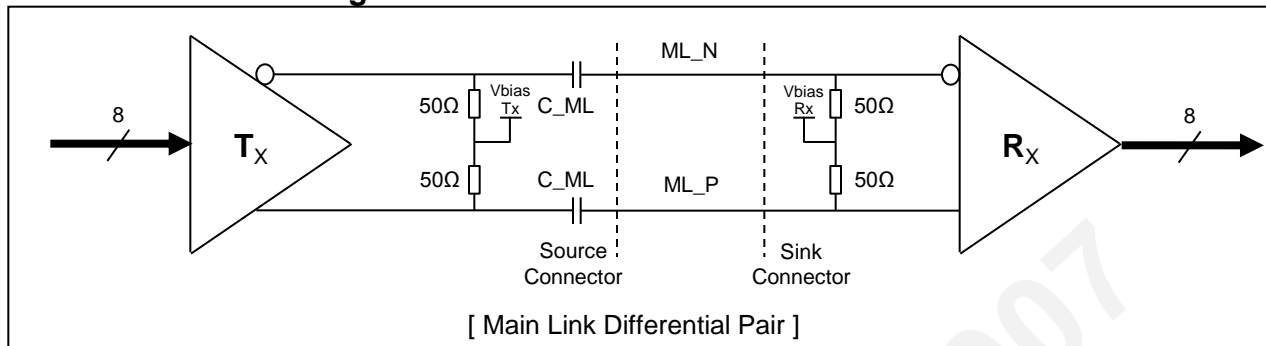 g
8
TX
50Ω
50Ω
Vbias
Tx
C_ML
C_ML
ML_N
ML_P
Vbias
Rx
50Ω
50Ω
RX
8
Source
Connector
Sink
Connector
[ Main Link Differential Pair ]
007